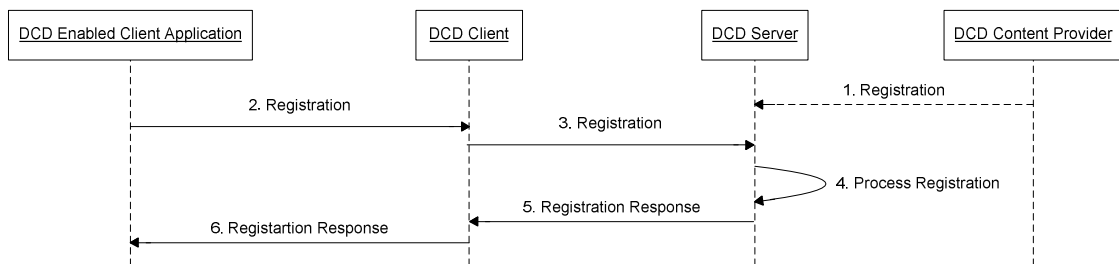 DCD Enabled Client Application
DCD Client
DCD Server
DCD Content Provider
1. Registration
2. Registration
3. Registration
4. Process Registration
5. Registration Response
6. Registartion Response